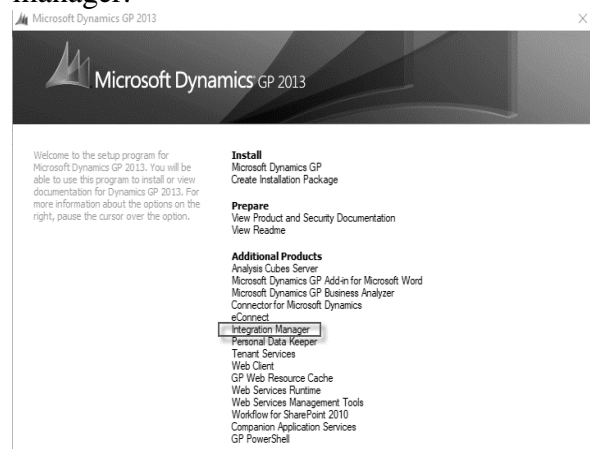 manager.
Microsoft Dynamics GP 2013
Microsoft Dynamics GP 2013
Welcome to the setup program for
Microsoft Dynamics GP 2013. You will be
able to use this program to install or view
documentation for Dynamics GP 2013. For
more information about the options on the
right, pause the cursor over the option.
Install
Microsoft Dynamics GP
Create Installation Package
Prepare
View Product and Security Documentation
View Readme
Additional Products
Analysis Cubes Server
Microsoft Dynamics GP Add-in for Microsoft Word
Microsoft Dynamics GP Business Analyzer
Connector for Microsoft Dynamics
eConnect
Integration Manager
Personal Data Keeper
Tenant Services
Web Client
GP Web Resource Cache
Web Services Runtime
Web Services Management Tools
Workflow for SharePoint 2010
Companion Application Services
GP PowerShell